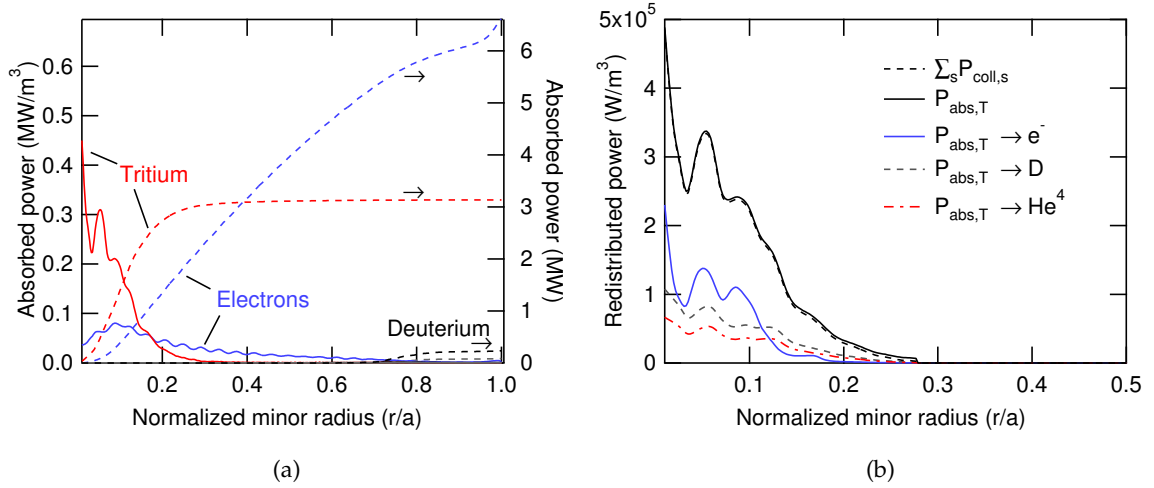 0.6
0.5
0.4
0.3
0.2
0.1
0.0
Absorbed power (MW/m³)
Tritium
Electrons
Deuterium
→
→
→
6
5
4
3
2
1
0
Absorbed power (MW)
0.2
0.4
0.6
0.8
1.0
Normalized minor radius (r/a)
(a)
5x10⁵
4
3
2
1
0
Redistributed power (W/m³)
∑ₛP_coll,s
P_abs,T
P_abs,T → e⁻
P_abs,T → D
P_abs,T → He⁴
0.1
0.2
0.3
0.4
0.5
Normalized minor radius (r/a)
(b)